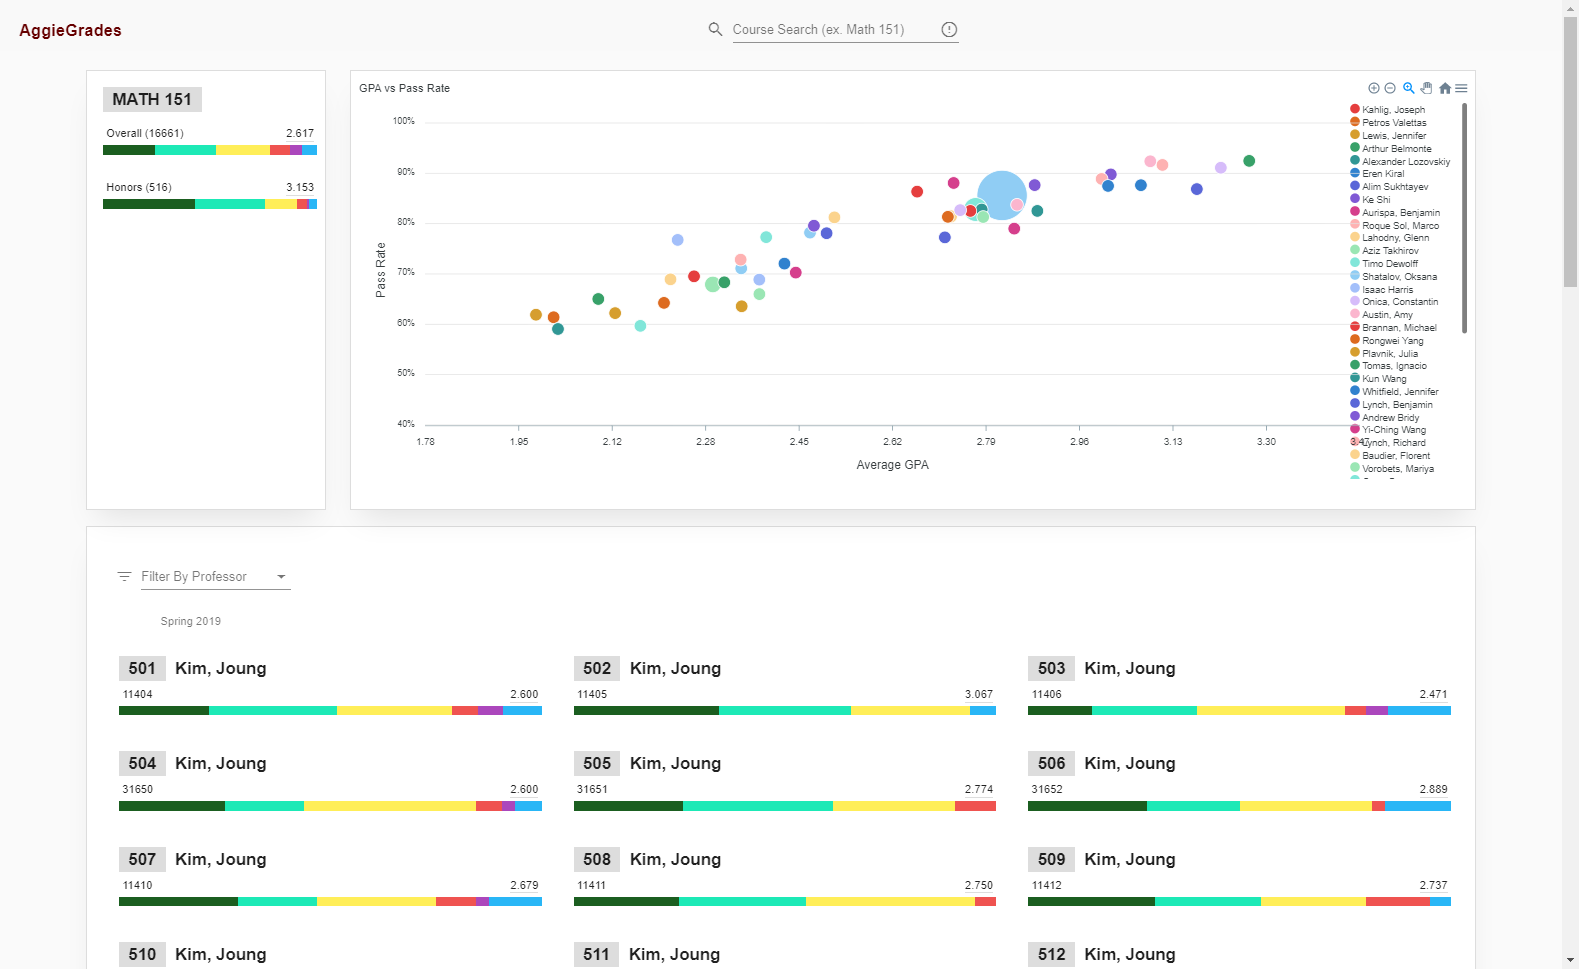 AggieGrades
Course Search (ex. Math 151)
MATH 151
Overall (16661) 2.617
Honors (516) 3.153
GPA vs Pass Rate
100%
90%
80%
70%
60%
50%
40%
Pass Rate
1.78 1.95 2.12 2.28 2.45 2.62 2.79 2.96 3.13 3.30 3.47
Average GPA
Kahlig, Joseph
Petros Valettas
Lewis, Jennifer
Arthur Belmonte
Alexander Lozovskiy
Eren Kiral
Alim Sukhtayev
Ke Shi
Aurispa, Benjamin
Roque Sol, Marco
Lahodny, Glenn
Aziz Takhirov
Timo Dewolff
Shatalov, Oksana
Isaac Harris
Onica, Constantin
Austin, Amy
Brannan, Michael
Rongwei Yang
Plavnik, Julia
Tomas, Ignacio
Kun Wang
Whitfield, Jennifer
Lynch, Benjamin
Andrew Bridy
Yi-Ching Wang
Lynch, Richard
Baudier, Florent
Vorobets, Mariya
Filter By Professor
Spring 2019
501 Kim, Joung
11404 2.600
502 Kim, Joung
11405 3.067
503 Kim, Joung
11406 2.471
504 Kim, Joung
31650 2.600
505 Kim, Joung
31651 2.774
506 Kim, Joung
31652 2.889
507 Kim, Joung
11410 2.679
508 Kim, Joung
11411 2.750
509 Kim, Joung
11412 2.737
510 Kim, Joung
511 Kim, Joung
512 Kim, Joung